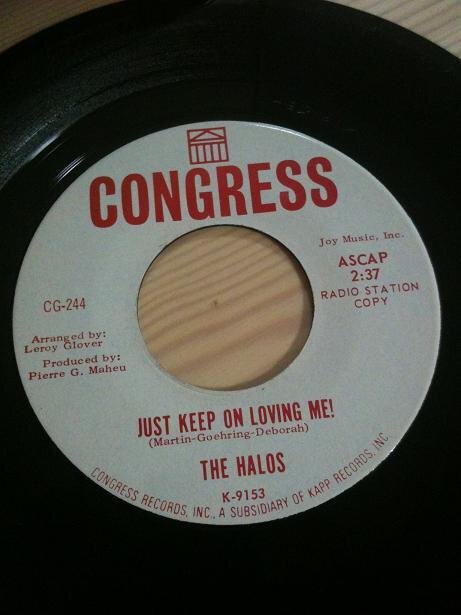 CONGRESS
Joy Music, Inc.
ASCAP
2:37
RADIO STATION
COPY
CG-244
Arranged by:
Leroy Glover
Produced by:
Pierre G. Maheu
JUST KEEP ON LOVING ME!
(Martin-Goehring-Deborah)
THE HALOS
K-9153
CONGRESS RECORDS, INC., A SUBSIDIARY OF KAPP RECORDS, INC